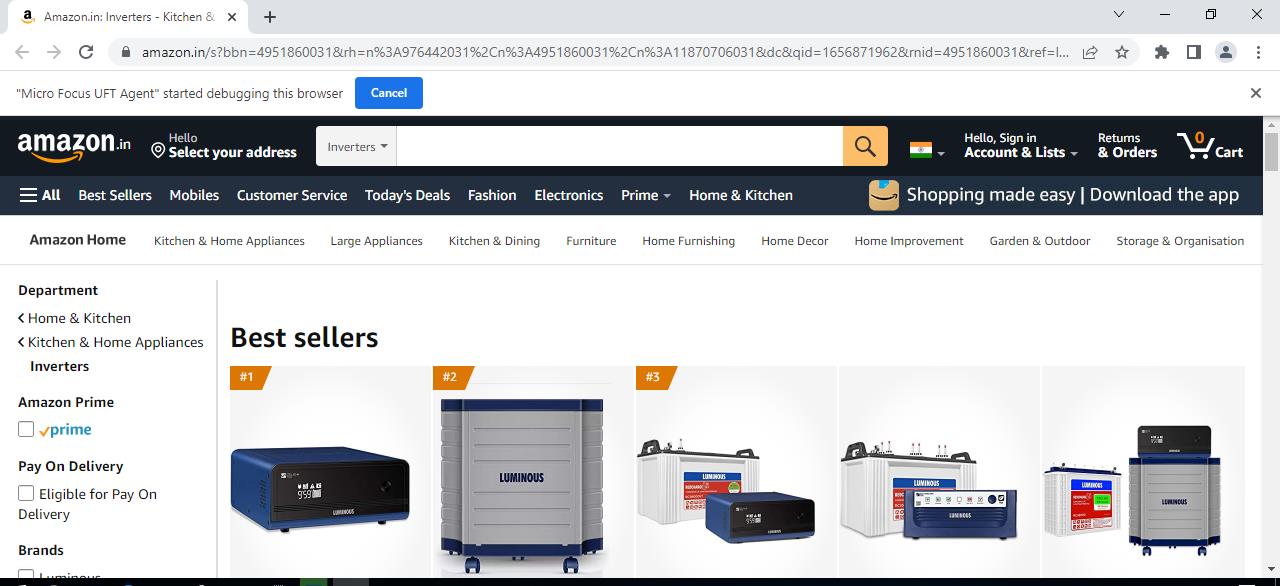 Amazon.in: Inverters - Kitchen &
amazon.in/s?bbn=4951860031&rh=n%3A976442031%2Cn%3A4951860031%2Cn%3A11870706031&dc&qid=1656871962&rnid=4951860031&ref=l...
"Micro Focus UFT Agent" started debugging this browser
Cancel
amazon.in
Hello
Select your address
Inverters
Hello, Sign in
Account & Lists
Returns
& Orders
0
Cart
All
Best Sellers
Mobiles
Customer Service
Today's Deals
Fashion
Electronics
Prime
Home & Kitchen
Shopping made easy | Download the app
Amazon Home
Kitchen & Home Appliances
Large Appliances
Kitchen & Dining
Furniture
Home Furnishing
Home Decor
Home Improvement
Garden & Outdoor
Storage & Organisation
Department
Home & Kitchen
Kitchen & Home Appliances
Inverters
Amazon Prime
prime
Pay On Delivery
Eligible for Pay On
Delivery
Brands
Luminous
Best sellers
#1
#2
#3
LUMINOUS
LUMINOUS
LUMINOUS
LUMINOUS
LUMINOUS
LUMINOUS
LUMINOUS
LUMINOUS